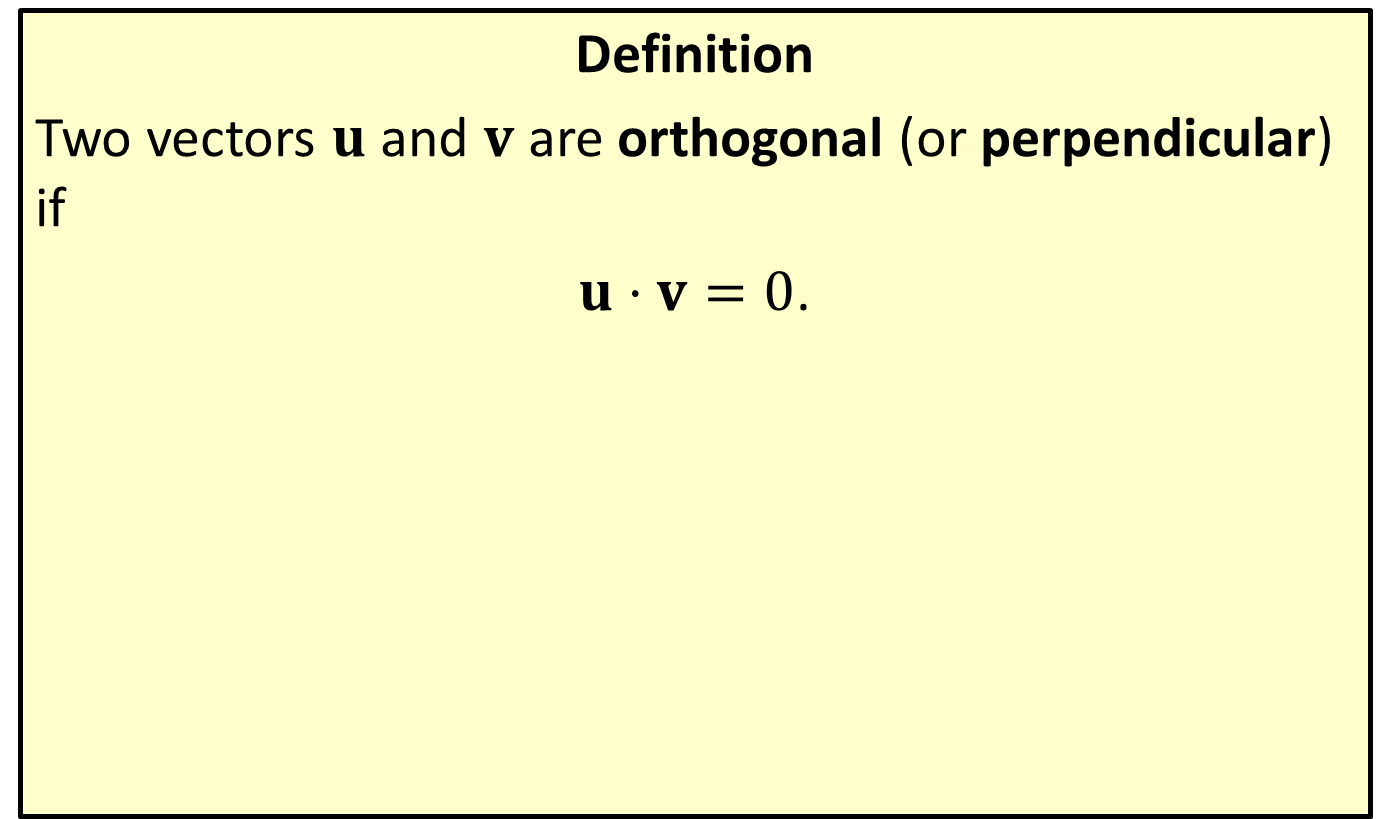 Definition
Two vectors 𝐮 and 𝐯 are orthogonal (or perpendicular)
if
𝐮 · 𝐯 = 0.